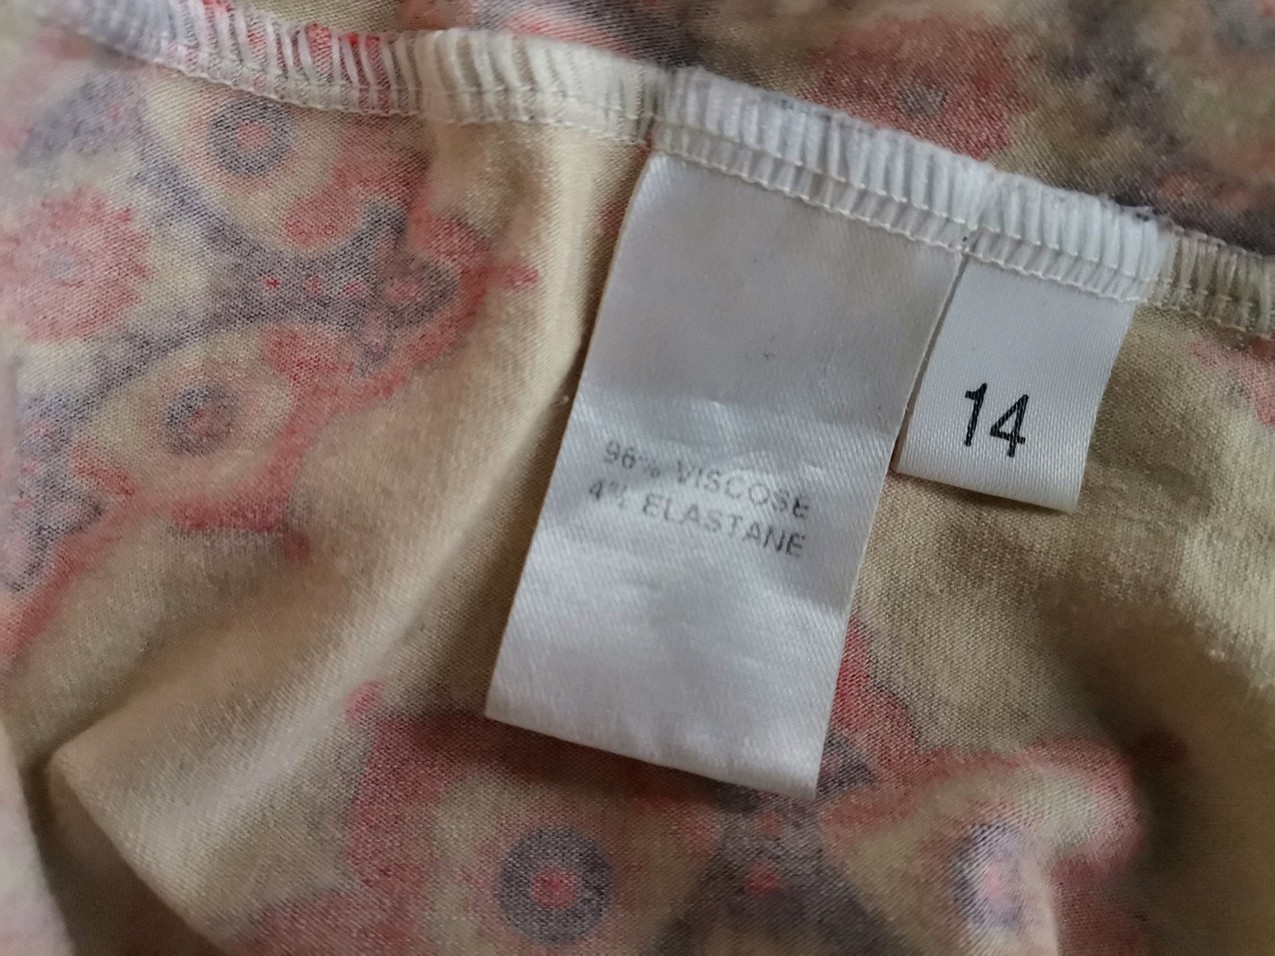 96% VISCOSE
4% ELASTANE
14